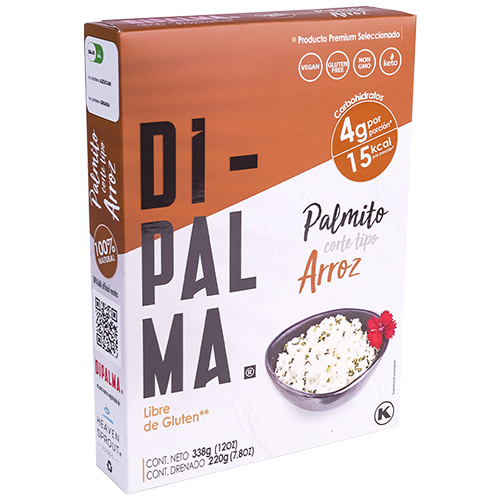 ® Producto Premium Seleccionado
VEGAN
GLUTEN FREE
NON GMO
keto
Carbohidratos
4g por porción*
15 kcal
DI-
PAL
MA.®
Palmito
corte tipo
Arroz
Libre
de Gluten**
CONT. NETO 338g (12OZ)
CONT. DRENADO 220g (7.8OZ)
K
Palmito
corte tipo
Arroz
100%
NATURAL
DIPALMA.
HEAVEN
SPROUT